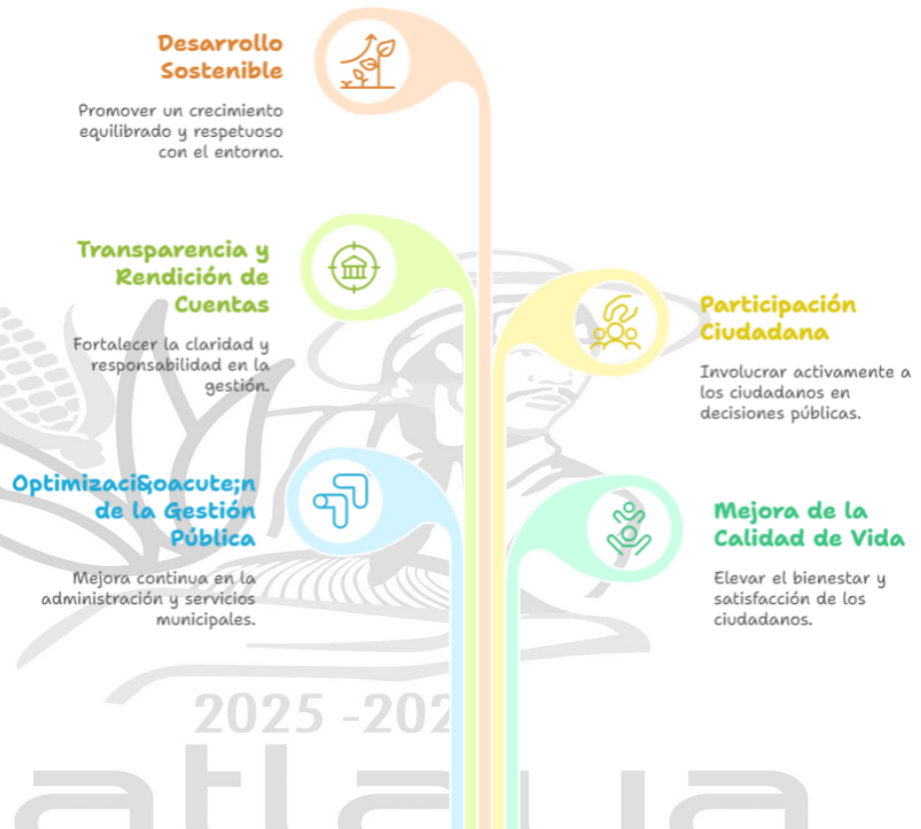 Desarrollo
Sostenible
Promover un crecimiento
equilibrado y respetuoso
con el entorno.
Transparencia y
Rendición de
Cuentas
Fortalecer la claridad y
responsabilidad en la
gestión.
Participación
Ciudadana
Involucrar activamente a
los ciudadanos en
decisiones públicas.
Optimizaci&oacute;n
de la Gestión
Pública
Mejora continua en la
administración y servicios
municipales.
Mejora de la
Calidad de Vida
Elevar el bienestar y
satisfacción de los
ciudadanos.
2025 -202